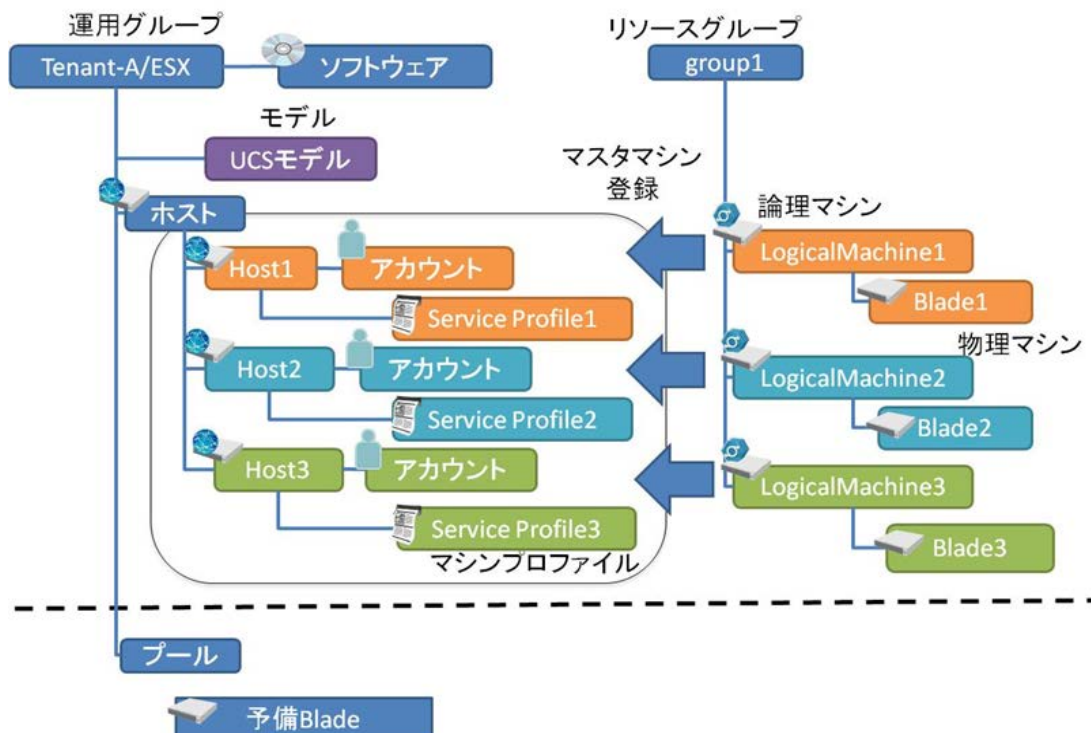 運用グループ
リソースグループ
Tenant-A/ESX
ソフトウェア
group1
モデル
UCSモデル
マスタマシン
登録
ホスト
論理マシン
Host1
アカウント
LogicalMachine1
Service Profile1
Blade1
物理マシン
Host2
アカウント
LogicalMachine2
Service Profile2
Blade2
Host3
アカウント
LogicalMachine3
Service Profile3
Blade3
マシンプロファイル
プール
予備Blade